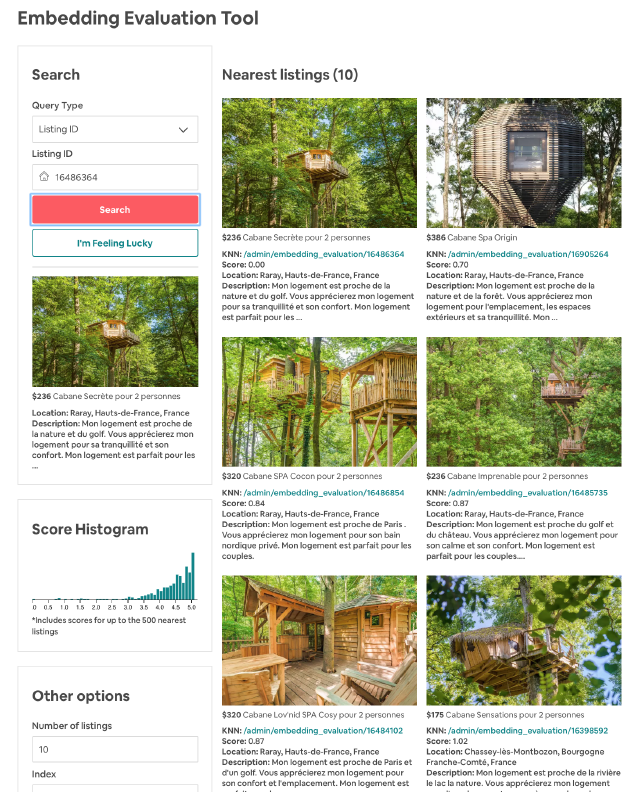 Embedding Evaluation Tool
Search
Query Type
Listing ID
Listing ID
16486364
Search
I'm Feeling Lucky
$236 Cabane Secrète pour 2 personnes
Location: Raray, Hauts-de-France, France
Description: Mon logement est proche de
la nature et du golf. Vous apprécierez mon
logement pour sa tranquillité et son
confort. Mon logement est parfait pour les
...
Score Histogram
.0 0.5 1.0 1.5 2.0 2.5 3.0 3.5 4.0 4.5 5.0
*Includes scores for up to the 500 nearest
listings
Other options
Number of listings
10
Index
Nearest listings (10)
$236 Cabane Secrète pour 2 personnes
KNN: /admin/embedding_evaluation/16486364
Score: 0.00
Location: Raray, Hauts-de-France, France
Description: Mon logement est proche de la
nature et du golf. Vous apprécierez mon logement
pour sa tranquillité et son confort. Mon logement
est parfait pour les ...
$386 Cabane Spa Origin
KNN: /admin/embedding_evaluation/16905264
Score: 0.70
Location: Raray, Hauts-de-France, France
Description: Mon logement est proche de la
nature et de la forêt. Vous apprécierez mon
logement pour l'emplacement, les espaces
extérieurs et sa tranquillité. Mon ...
$320 Cabane SPA Cocon pour 2 personnes
KNN: /admin/embedding_evaluation/16486854
Score: 0.84
Location: Raray, Hauts-de-France, France
Description: Mon logement est proche de Paris .
Vous apprécierez mon logement pour son bain
nordique privé. Mon logement est parfait pour les
couples.
$236 Cabane Imprenable pour 2 personnes
KNN: /admin/embedding_evaluation/16485735
Score: 0.87
Location: Raray, Hauts-de-France, France
Description: Mon logement est proche du golf et
du château. Vous apprécierez mon logement pour
son calme et son confort. Mon logement est
parfait pour les couples....
$320 Cabane Lov'nid SPA Cosy pour 2 personnes
KNN: /admin/embedding_evaluation/16484102
Score: 0.87
Location: Raray, Hauts-de-France, France
Description: Mon logement est proche de Paris et
d'un golf. Vous apprécierez mon logement pour
son confort et l'emplacement. Mon logement est
$175 Cabane Sensations pour 2 personnes
KNN: /admin/embedding_evaluation/16398592
Score: 1.02
Location: Chassey-lès-Montbozon, Bourgogne
Franche-Comté, France
Description: Mon logement est proche de la rivière
le lac la nature. Vous apprécierez mon logement